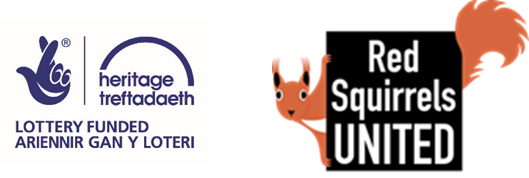 ®
heritage
treftadaeth
LOTTERY FUNDED
ARIENNIR GAN Y LOTERI
Red
Squirrels
UNITED